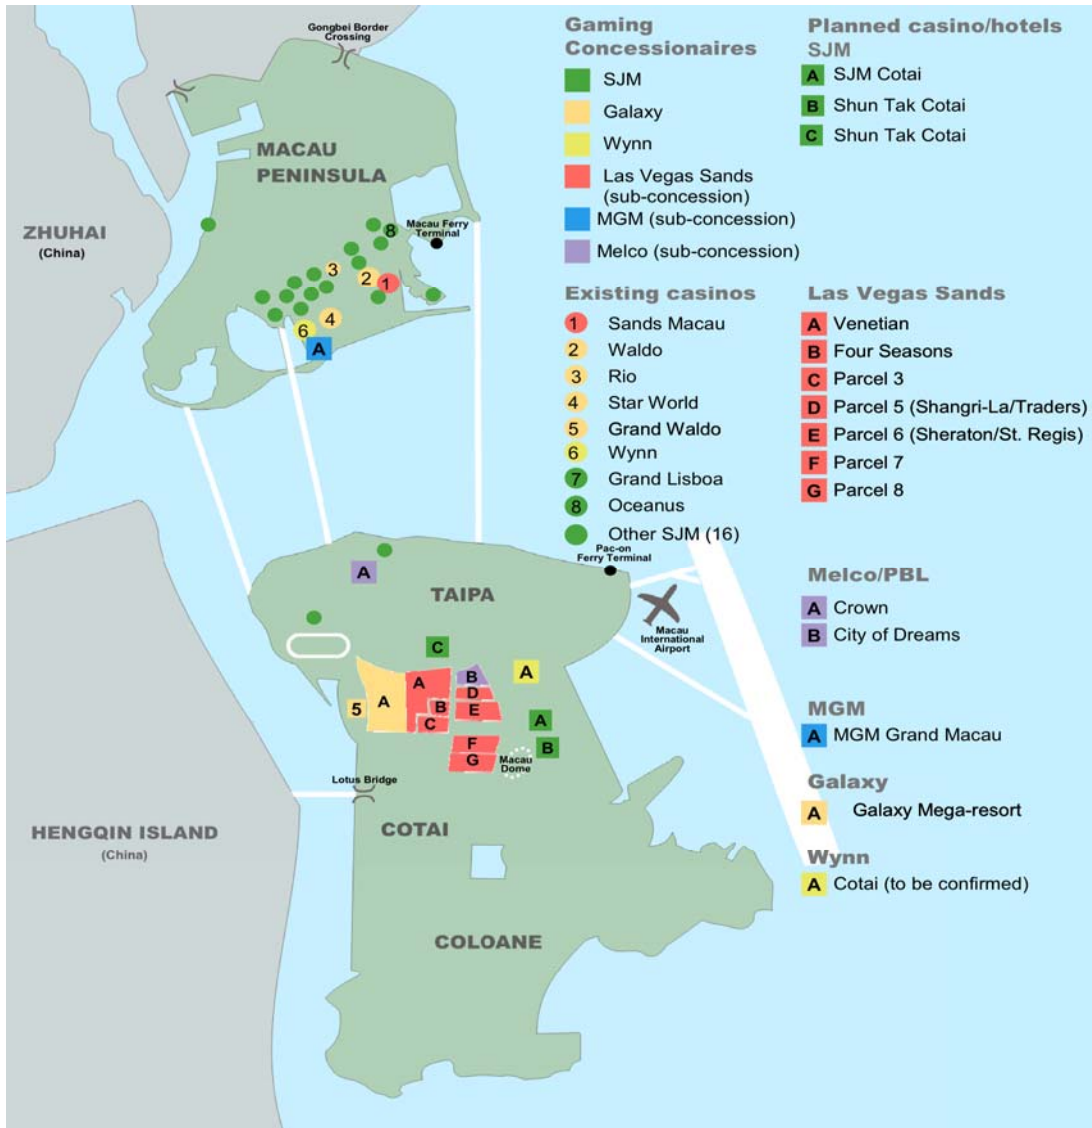 Gongbei Border
Crossing
MACAU
PENINSULA
ZHUHAI
(China)
8
Macau Ferry
Terminal
3
2
1
4
6
A
Gaming
Concessionaires
SJM
Galaxy
Wynn
Las Vegas Sands
(sub-concession)
MGM (sub-concession)
Melco (sub-concession)
Planned casino/hotels
SJM
A SJM Cotai
B Shun Tak Cotai
C Shun Tak Cotai
Existing casinos
1 Sands Macau
2 Waldo
3 Rio
4 Star World
5 Grand Waldo
6 Wynn
7 Grand Lisboa
8 Oceanus
Other SJM (16)
Las Vegas Sands
A Venetian
B Four Seasons
C Parcel 3
D Parcel 5 (Shangri-La/Traders)
E Parcel 6 (Sheraton/St. Regis)
F Parcel 7
G Parcel 8
Melco/PBL
A Crown
B City of Dreams
MGM
A MGM Grand Macau
Galaxy
A Galaxy Mega-resort
Wynn
A Cotai (to be confirmed)
Pac-on
Ferry Terminal
A
TAIPA
Macau
International
Airport
C
A
B
A
D
A
5
B
E
C
A
F
B
G
Macau
Dome
Lotus Bridge
COTAI
HENGQIN ISLAND
(China)
COLOANE